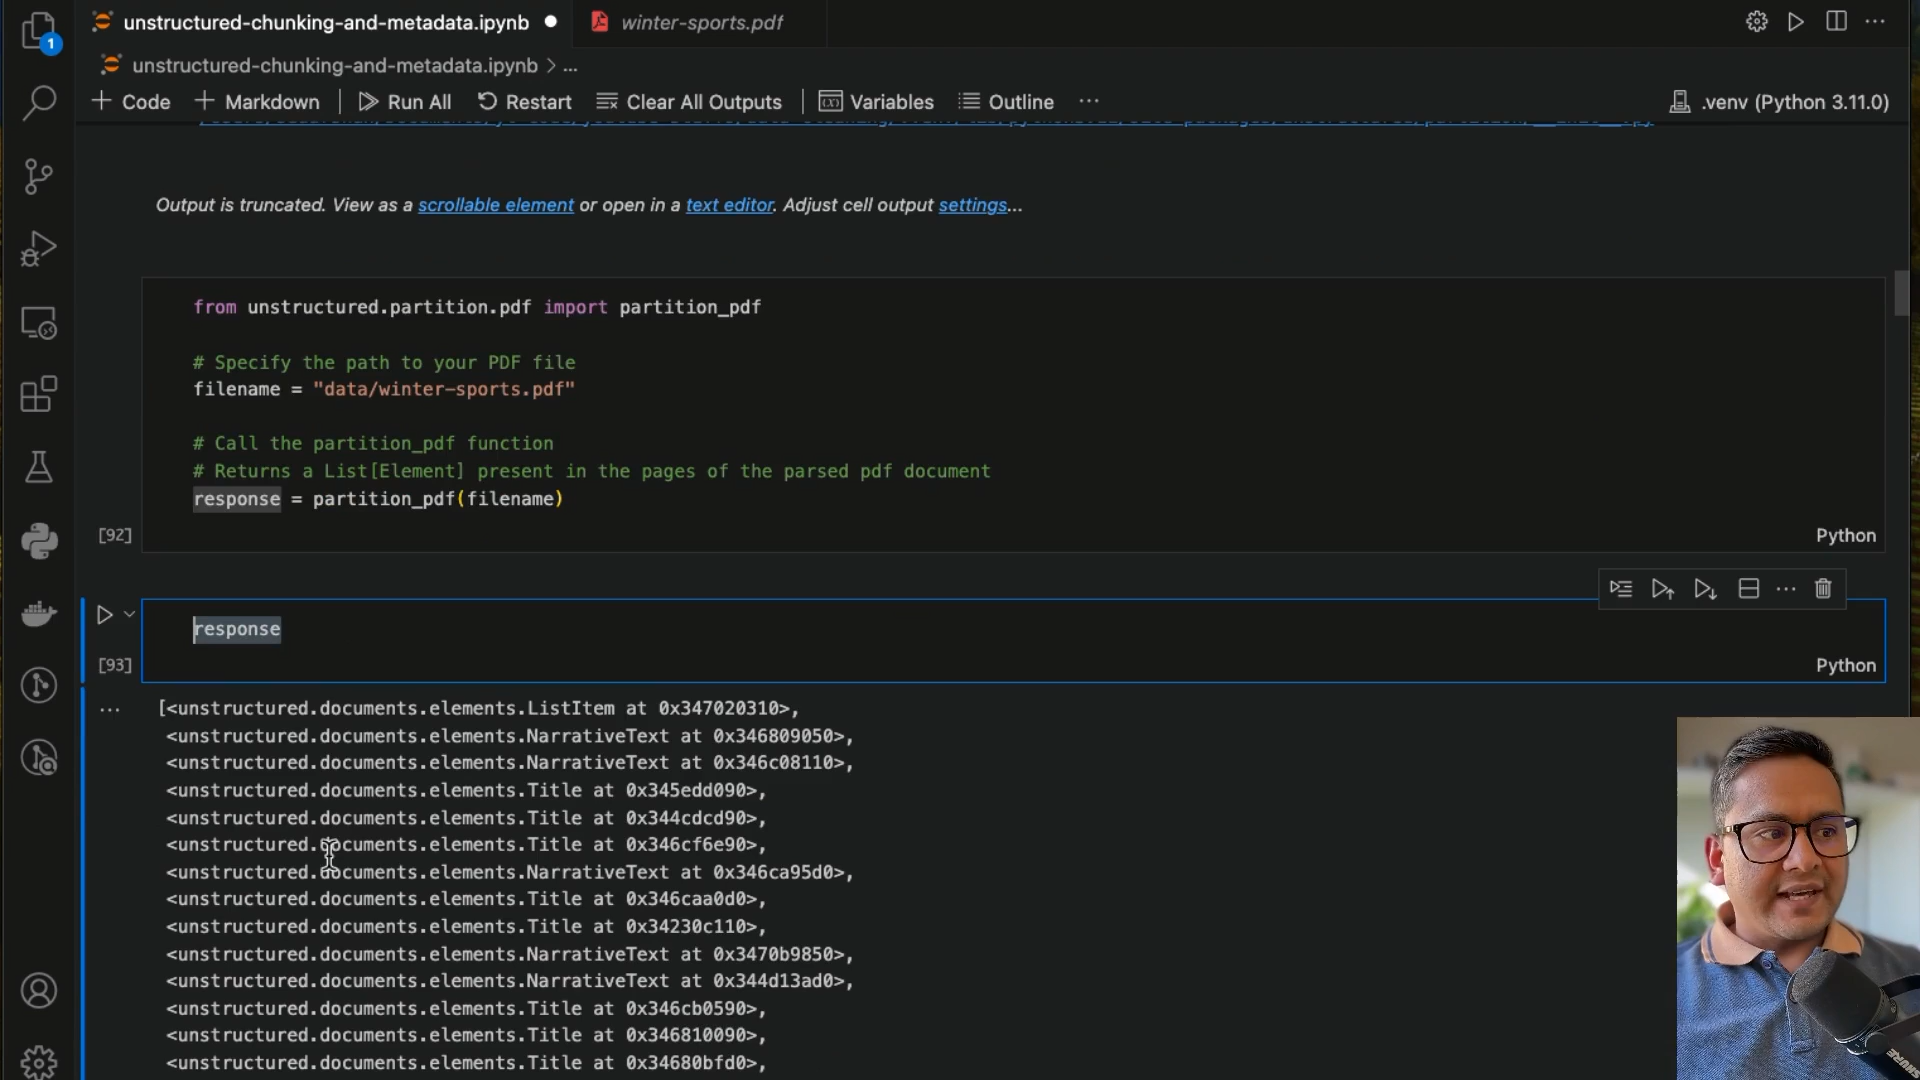 unstructured-chunking-and-metadata.ipynb
winter-sports.pdf
1
unstructured-chunking-and-metadata.ipynb > ...
+ Code + Markdown Run All Restart Clear All Outputs Variables Outline ... .venv (Python 3.11.0)
Output is truncated. View as a scrollable element or open in a text editor. Adjust cell output settings...
from unstructured.partition.pdf import partition_pdf
# Specify the path to your PDF file
filename = "data/winter-sports.pdf"
# Call the partition_pdf function
# Returns a List[Element] present in the pages of the parsed pdf document
response = partition_pdf(filename)
[92]
Python
response
[93]
Python
[<unstructured.documents.elements.ListItem at 0x347020310>,
<unstructured.documents.elements.NarrativeText at 0x346809050>,
<unstructured.documents.elements.NarrativeText at 0x346c08110>,
<unstructured.documents.elements.Title at 0x345edd090>,
<unstructured.documents.elements.Title at 0x344cdcd90>,
<unstructured.documents.elements.Title at 0x346cf6e90>,
<unstructured.documents.elements.NarrativeText at 0x346ca95d0>,
<unstructured.documents.elements.Title at 0x346caa0d0>,
<unstructured.documents.elements.Title at 0x34230c110>,
<unstructured.documents.elements.NarrativeText at 0x3470b9850>,
<unstructured.documents.elements.NarrativeText at 0x344d13ad0>,
<unstructured.documents.elements.Title at 0x346cb0590>,
<unstructured.documents.elements.Title at 0x346810090>,
<unstructured.documents.elements.Title at 0x34680bfd0>,
SHURE